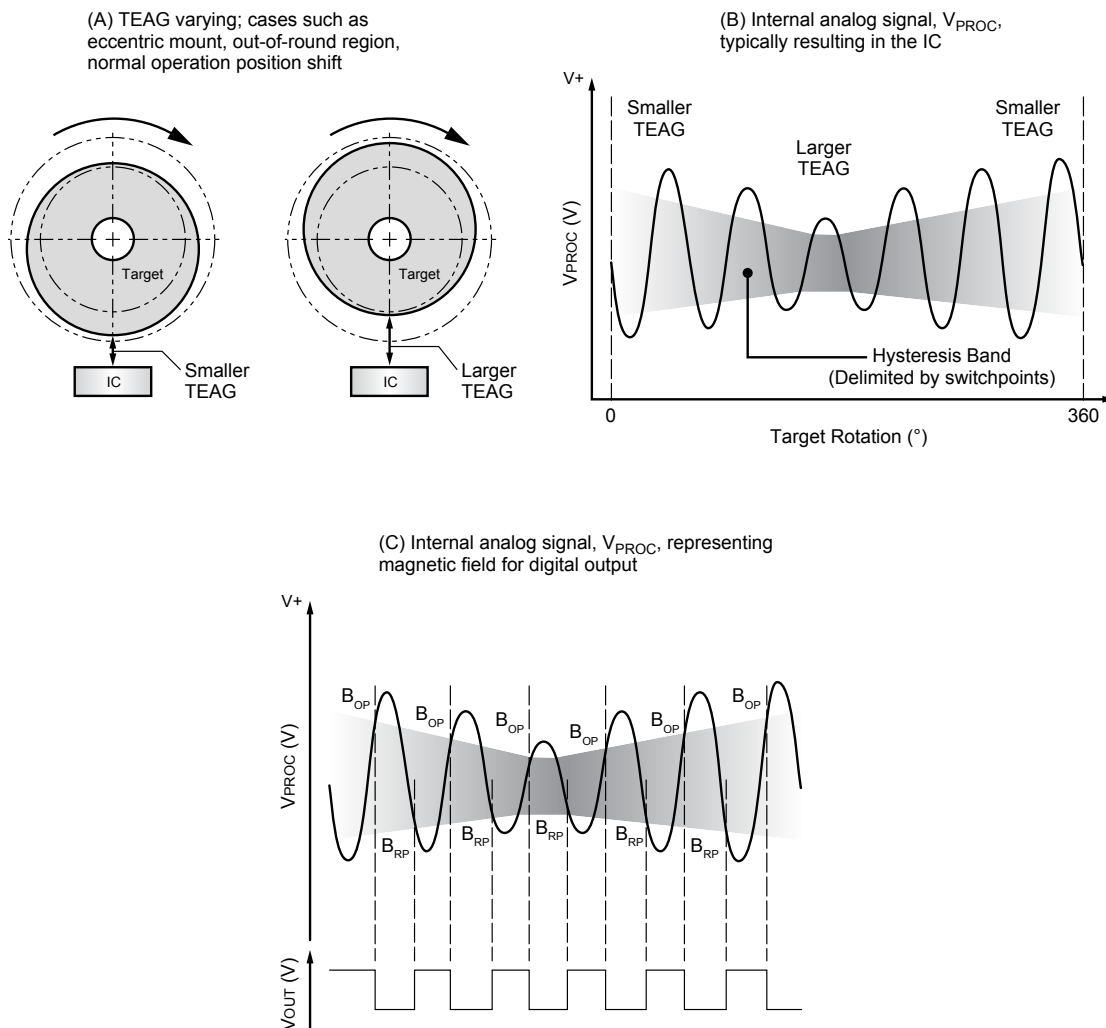 (A) TEAG varying; cases such as
eccentric mount, out-of-round region,
normal operation position shift
Target
IC
Smaller
TEAG
Target
IC
Larger
TEAG
(B) Internal analog signal, VPROC,
typically resulting in the IC
V+
Smaller
TEAG
Larger
TEAG
Smaller
TEAG
VPROC (V)
Hysteresis Band
(Delimited by switchpoints)
0
360
Target Rotation (°)
(C) Internal analog signal, VPROC, representing
magnetic field for digital output
V+
VPROC (V)
BOP
BOP
BOP
BOP
BOP
BOP
BRP
BRP
BRP
BRP
BRP
VOUT (V)